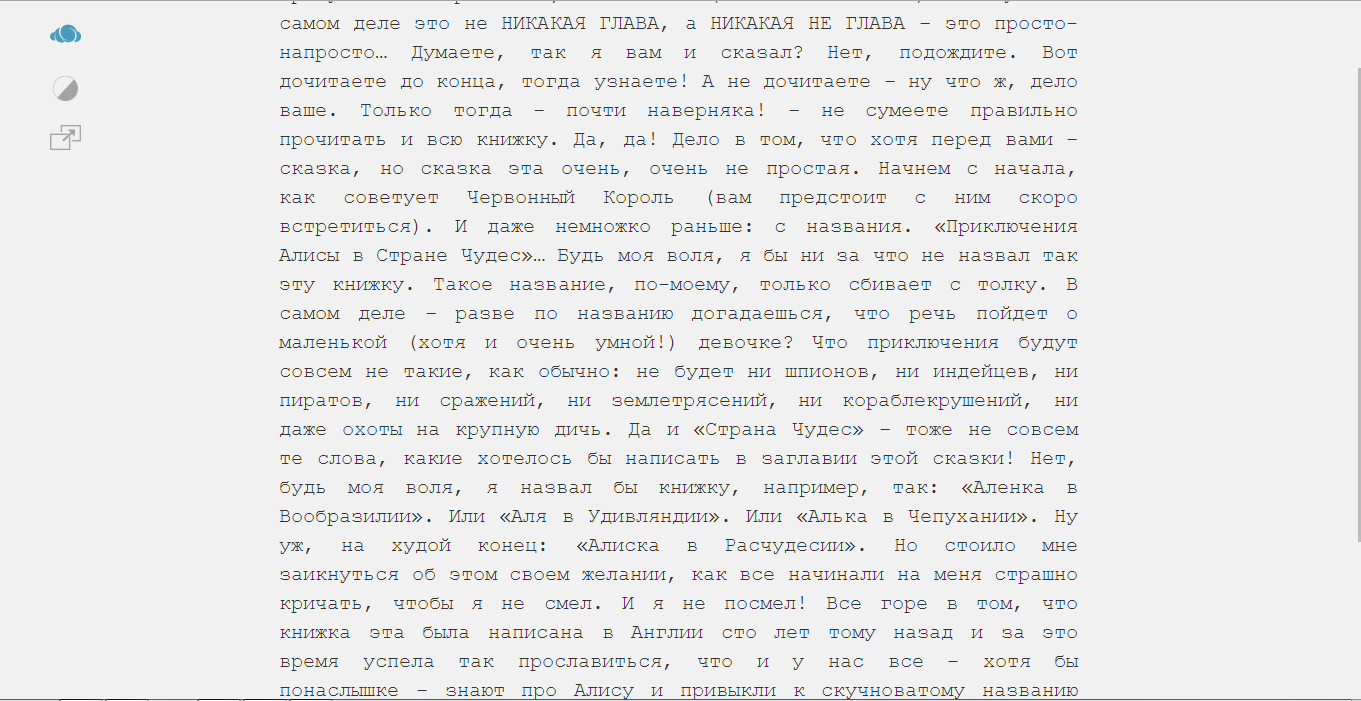 самом деле это не НИКАКАЯ ГЛАВА, а НИКАКАЯ НЕ ГЛАВА – это просто-
напросто… Думаете, так я вам и сказал? Нет, подождите. Вот
дочитаете до конца, тогда узнаете! А не дочитаете – ну что ж, дело
ваше. Только тогда – почти наверняка! – не сумеете правильно
прочитать и всю книжку. Да, да! Дело в том, что хотя перед вами –
сказка, но сказка эта очень, очень не простая. Начнем с начала,
как советует Червонный Король (вам предстоит с ним скоро
встретиться). И даже немножко раньше: с названия. «Приключения
Алисы в Стране Чудес»… Будь моя воля, я бы ни за что не назвал так
эту книжку. Такое название, по-моему, только сбивает с толку. В
самом деле – разве по названию догадаешься, что речь пойдет о
маленькой (хотя и очень умной!) девочке? Что приключения будут
совсем не такие, как обычно: не будет ни шпионов, ни индейцев, ни
пиратов, ни сражений, ни землетрясений, ни кораблекрушений, ни
даже охоты на крупную дичь. Да и «Страна Чудес» – тоже не совсем
те слова, какие хотелось бы написать в заглавии этой сказки! Нет,
будь моя воля, я назвал бы книжку, например, так: «Аленка в
Вообразилии». Или «Аля в Удивляндии». Или «Алька в Чепухании». Ну
уж, на худой конец: «Алиска в Расчудесии». Но стоило мне
заикнуться об этом своем желании, как все начинали на меня страшно
кричать, чтобы я не смел. И я не посмел! Все горе в том, что
книжка эта была написана в Англии сто лет тому назад и за это
время успела так прославиться, что и у нас все – хотя бы
понаслышке – знают про Алису и привыкли к скучноватому названию